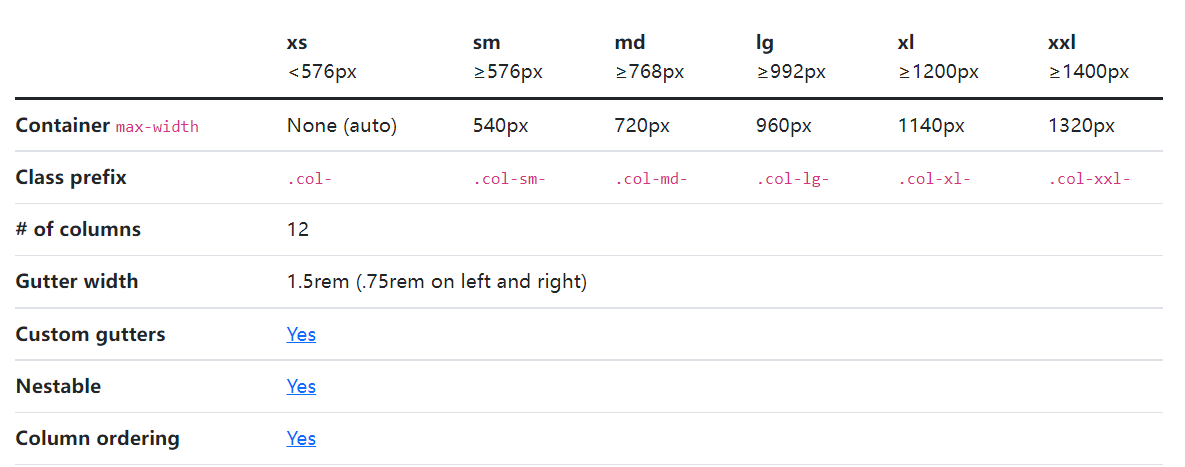 xs sm md lg xl xxl
<576px ≥576px ≥768px ≥992px ≥1200px ≥1400px
Container max-width None (auto) 540px 720px 960px 1140px 1320px
Class prefix .col- .col-sm- .col-md- .col-lg- .col-xl- .col-xxl-
# of columns 12
Gutter width 1.5rem (.75rem on left and right)
Custom gutters Yes
Nestable Yes
Column ordering Yes